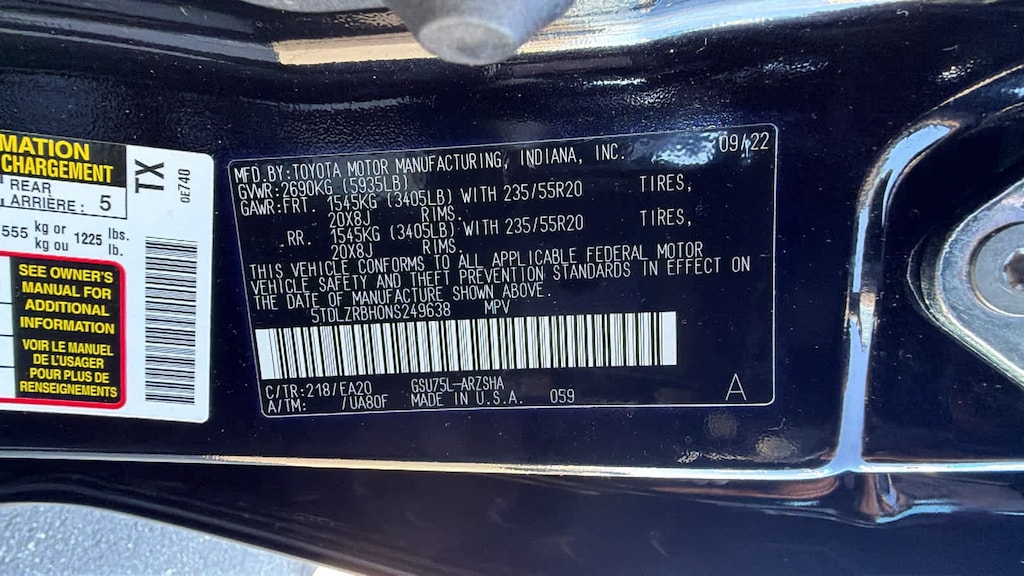 MATION
CHARGEMENT
REAR
ARRIÈRE : 5
555 kg or 1225 lbs.
kg ou lb.
SEE OWNER'S
MANUAL FOR
ADDITIONAL
INFORMATION
VOIR LE MANUEL
DE L'USAGER
POUR PLUS DE
RENSEIGNEMENTS
TX
0E740
MFD.BY:TOYOTA MOTOR MANUFACTURING, INDIANA, INC. 09/22
GVWR:2690KG (5935LB)
GAWR:FRT. 1545KG (3405LB) WITH 235/55R20 TIRES,
20X8J RIMS.
RR. 1545KG (3405LB) WITH 235/55R20 TIRES,
20X8J RIMS.
THIS VEHICLE CONFORMS TO ALL APPLICABLE FEDERAL MOTOR
VEHICLE SAFETY AND THEFT PREVENTION STANDARDS IN EFFECT ON
THE DATE OF MANUFACTURE SHOWN ABOVE.
5TDLZRBH0NS249638 MPV
C/TR:218/EA20 GSU75L-ARZSHA
A/TM: /UA80F MADE IN U.S.A. 059 A